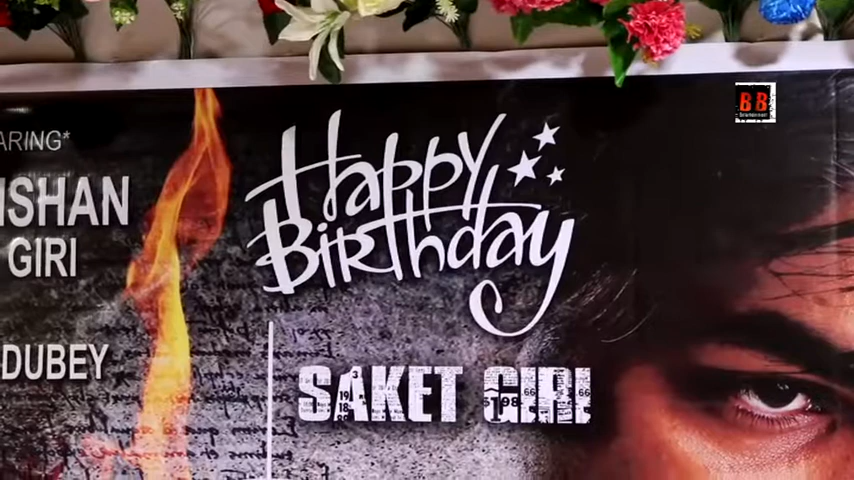 ARING*
ISHAN
GIRI
DUBEY
Happy
Birthday
SAKET GIRI
BB